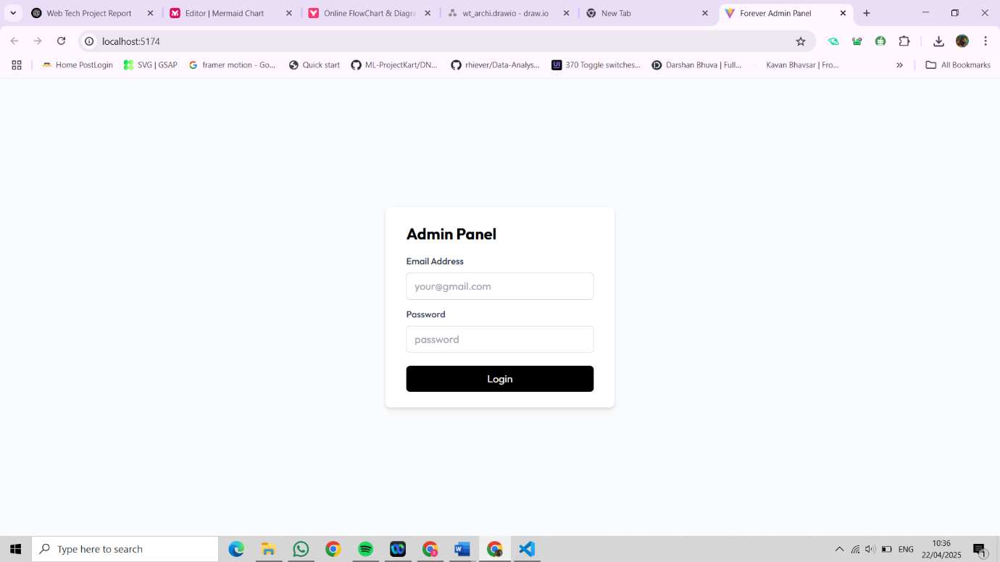 Web Tech Project Report
Editor | Mermaid Chart
Online FlowChart & Diagra
wt_archi.drawio - draw.io
New Tab
Forever Admin Panel
localhost:5174
Home PostLogin
SVG | GSAP
framer motion - Go...
Quick start
ML-ProjectKart/DN...
rhiever/Data-Analys...
UI
370 Toggle switches...
Darshan Bhuva | Full...
Kavan Bhavsar | Fro...
All Bookmarks
Admin Panel
Email Address
your@gmail.com
Password
password
Login
Type here to search
ENG
10:36
22/04/2025
1